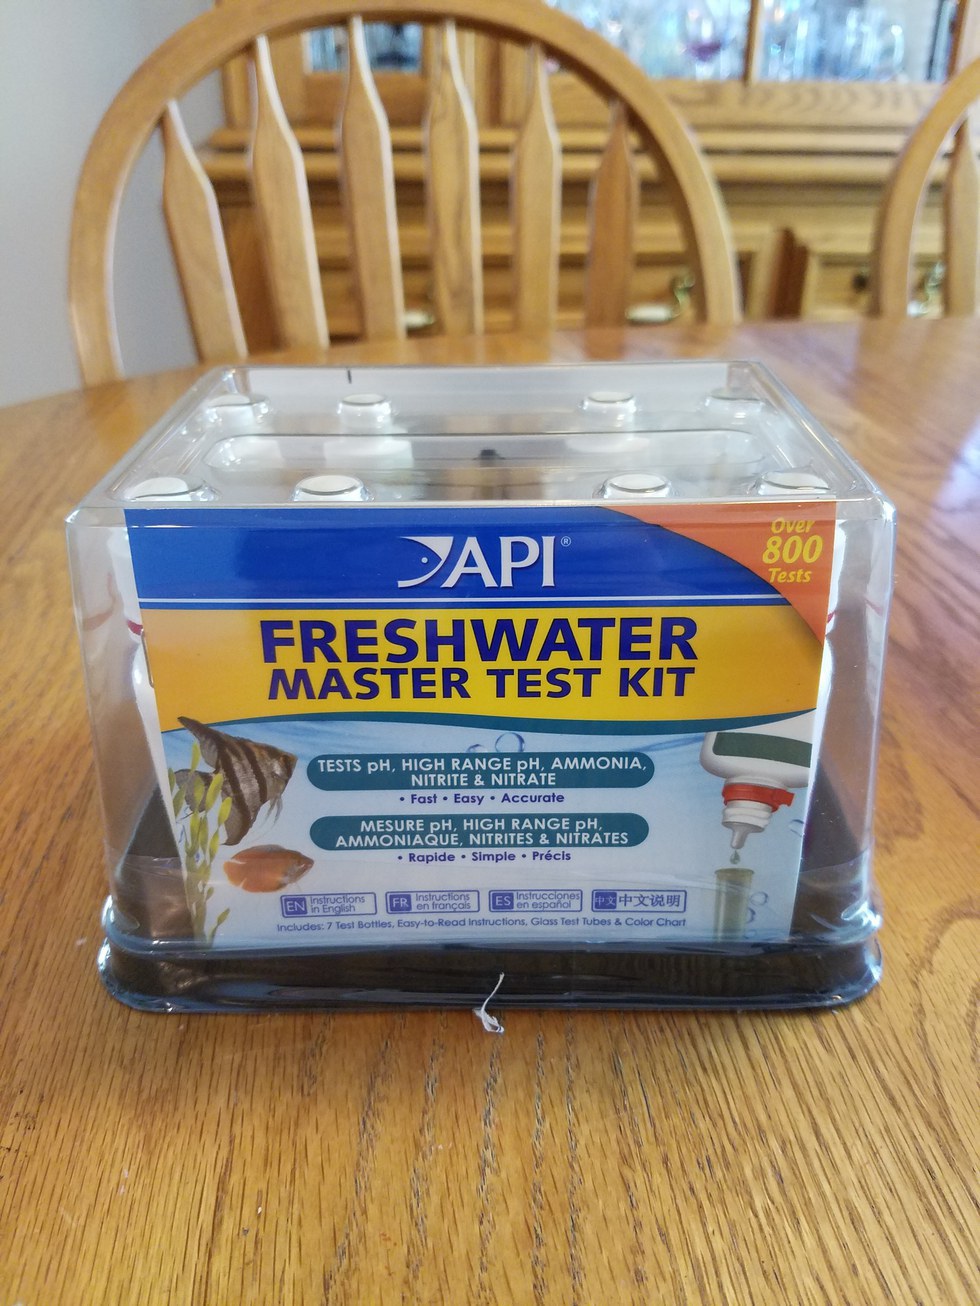 API®
Over
800
Tests
FRESHWATER
MASTER TEST KIT
TESTS pH, HIGH RANGE pH, AMMONIA,
NITRITE & NITRATE
• Fast • Easy • Accurate
MESURE pH, HIGH RANGE pH,
AMMONIAQUE, NITRITES & NITRATES
• Rapide • Simple • Précis
EN Instructions
in English
FR Instructions
en français
ES Instrucciones
en español
中文 中文说明
Includes: 7 Test Bottles, Easy-to-Read Instructions, Glass Test Tubes & Color Chart